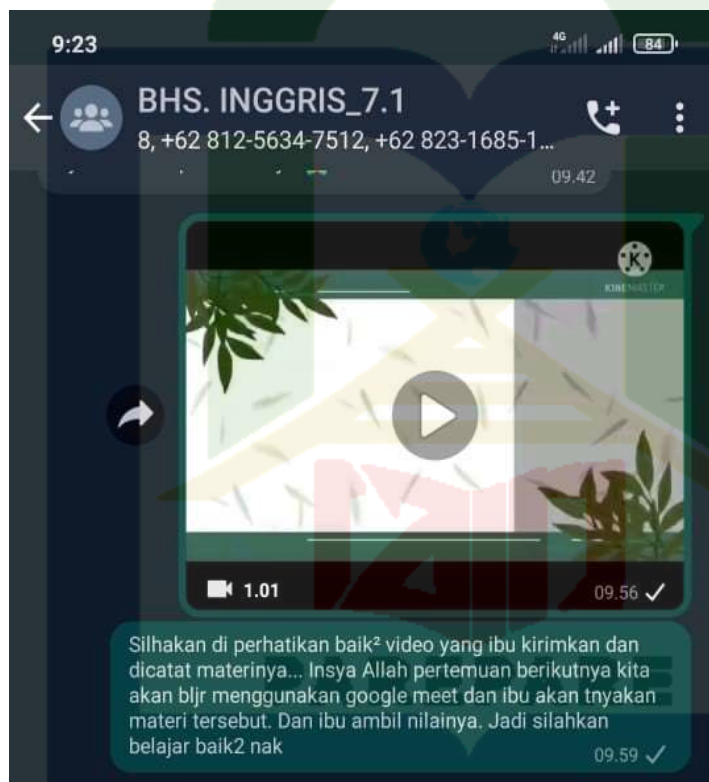 9:23
4G
84
BHS. INGGRIS_7.1
8, +62 812-5634-7512, +62 823-1685-1...
09.42
KINEMASTER
1.01
09.56
Silhakan di perhatikan baik² video yang ibu kirimkan dan
dicatat materinya... Insya Allah pertemuan berikutnya kita
akan bljr menggunakan google meet dan ibu akan tnyakan
materi tersebut. Dan ibu ambil nilainya. Jadi silahkan
belajar baik2 nak
09.59